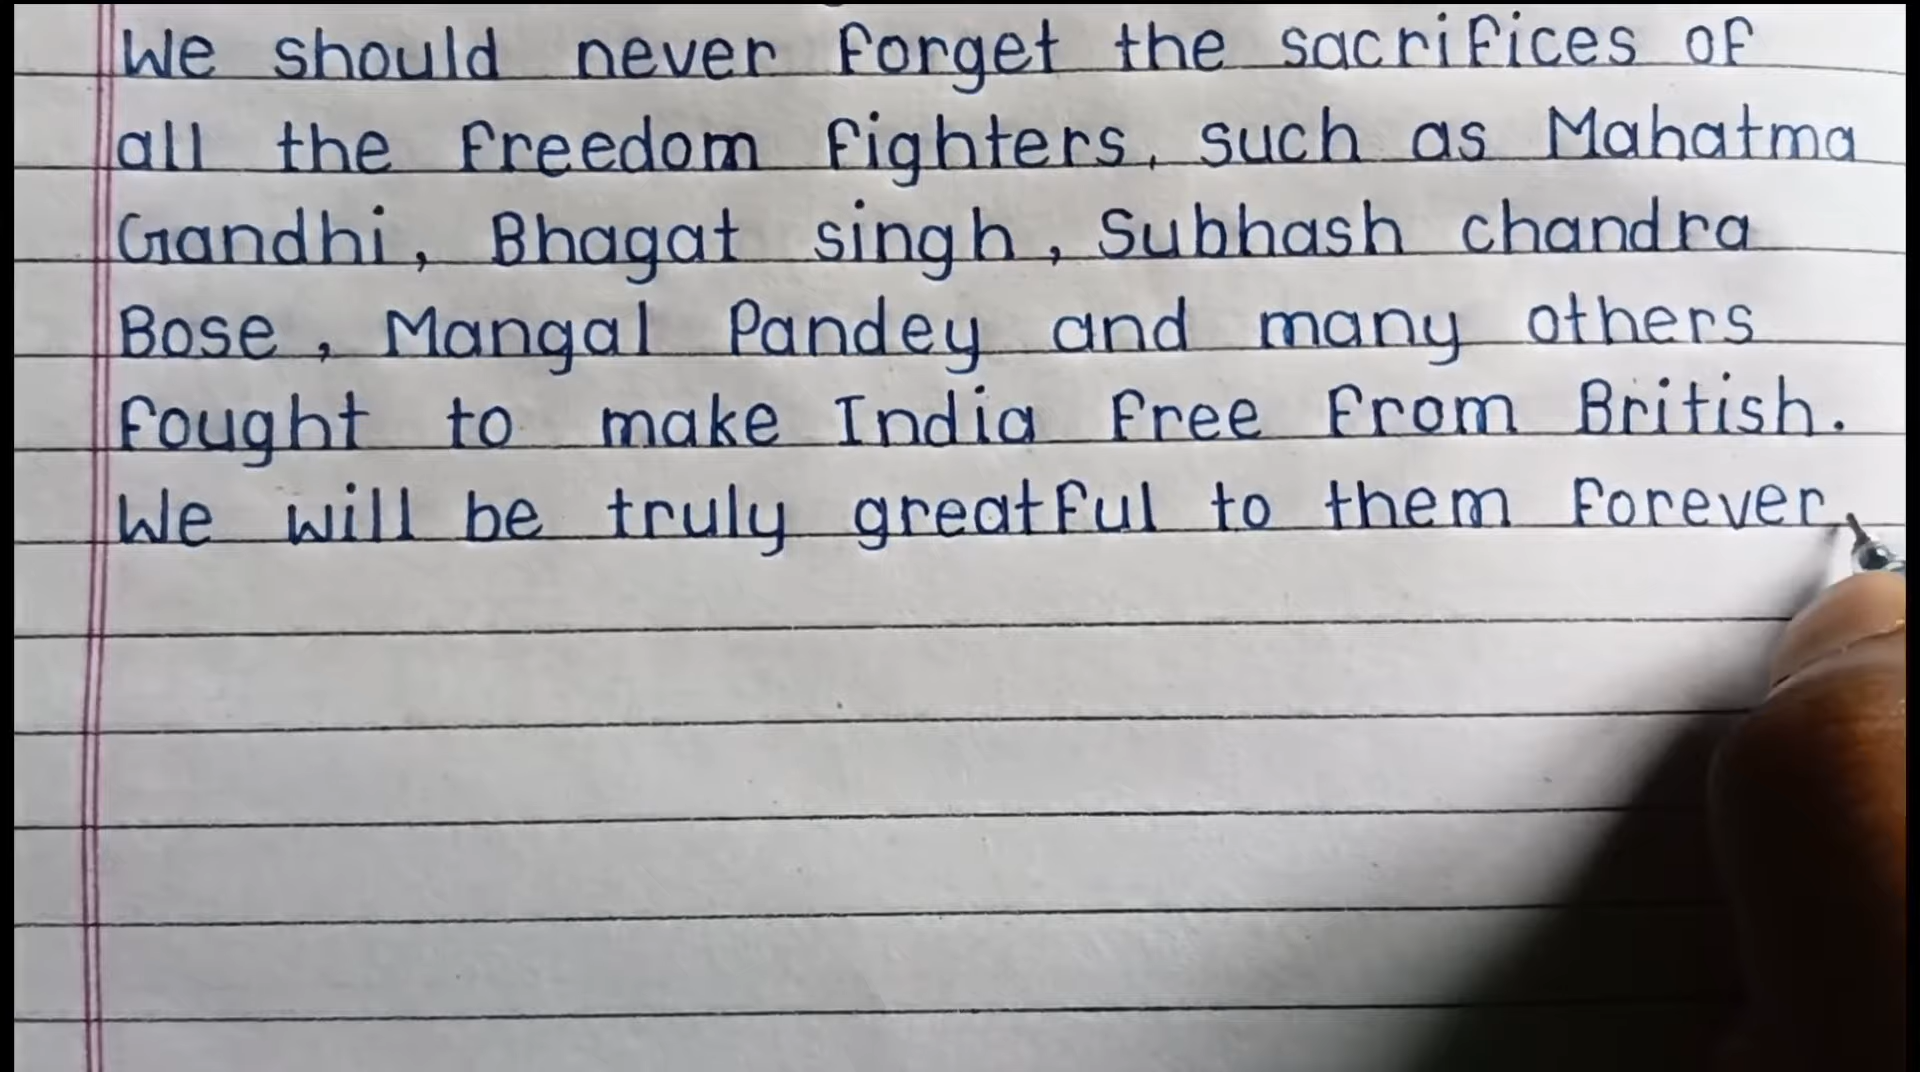 We should never forget the sacrifices of
all the freedom fighters, such as Mahatma
Gandhi, Bhagat singh, Subhash chandra
Bose, Mangal Pandey and many others
fought to make India free from British.
We will be truly greatful to them forever.